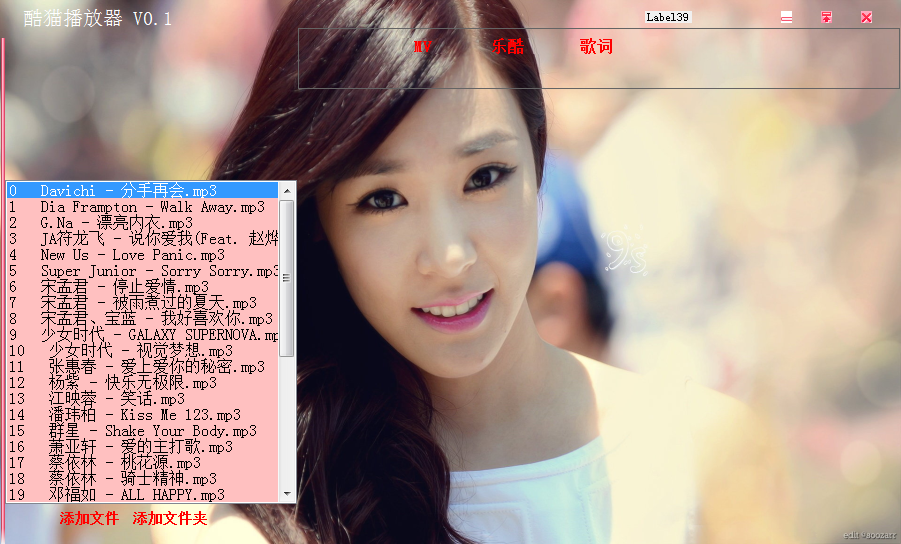 酷猫播放器 V0.1
Label39
MV 乐酷 歌词
0 Davichi - 分手再会.mp3
1 Dia Frampton - Walk Away.mp3
2 G.Na - 漂亮内衣.mp3
3 JA符龙飞 - 说你爱我(Feat. 赵烨
4 New Us - Love Panic.mp3
5 Super Junior - Sorry Sorry.mp3
6 宋孟君 - 停止爱情.mp3
7 宋孟君 - 被雨煮过的夏天.mp3
8 宋孟君、宝蓝 - 我好喜欢你.mp3
9 少女时代 - GALAXY SUPERNOVA.mp
10 少女时代 - 视觉梦想.mp3
11 张惠春 - 爱上爱你的秘密.mp3
12 杨紫 - 快乐无极限.mp3
13 江映蓉 - 笑话.mp3
14 潘玮柏 - Kiss Me 123.mp3
15 群星 - Shake Your Body.mp3
16 萧亚轩 - 爱的主打歌.mp3
17 蔡依林 - 桃花源.mp3
18 蔡依林 - 骑士精神.mp3
19 邓福如 - ALL HAPPY.mp3
添加文件 添加文件夹